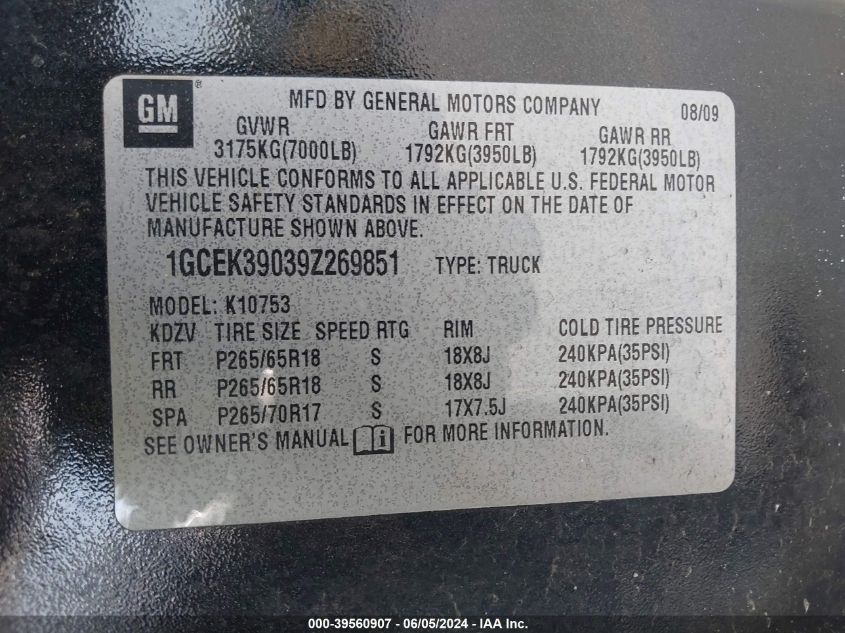 GM® MFD BY GENERAL MOTORS COMPANY 08/09
GVWR GAWR FRT GAWR RR
3175KG(7000LB) 1792KG(3950LB) 1792KG(3950LB)
THIS VEHICLE CONFORMS TO ALL APPLICABLE U.S. FEDERAL MOTOR
VEHICLE SAFETY STANDARDS IN EFFECT ON THE DATE OF
MANUFACTURE SHOWN ABOVE.
1GCEK39039Z269851 TYPE: TRUCK
MODEL: K10753
KDZV TIRE SIZE SPEED RTG RIM COLD TIRE PRESSURE
FRT P265/65R18 S 18X8J 240KPA(35PSI)
RR P265/65R18 S 18X8J 240KPA(35PSI)
SPA P265/70R17 S 17X7.5J 240KPA(35PSI)
SEE OWNER'S MANUAL i FOR MORE INFORMATION.
000-39560907 - 06/05/2024 - IAA, Inc.